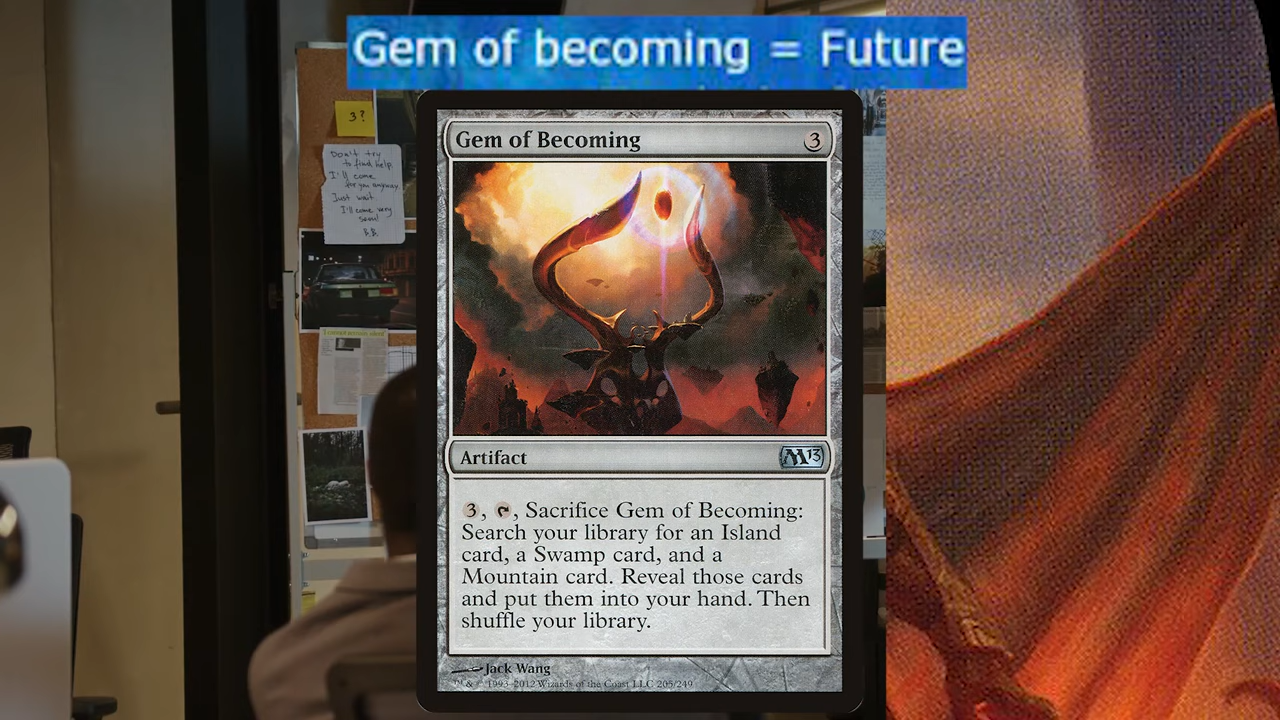 Gem of becoming = Future
3?
Don't try
to find help.
I'll come
for you anyway.
Just wait
I'll come very
soon!
B.B.
Gem of Becoming
3
Artifact
M13
3, , Sacrifice Gem of Becoming:
Search your library for an Island
card, a Swamp card, and a
Mountain card. Reveal those cards
and put them into your hand. Then
shuffle your library.
Jack Wang
™ & © 1993–2012 Wizards of the Coast LLC 205/249